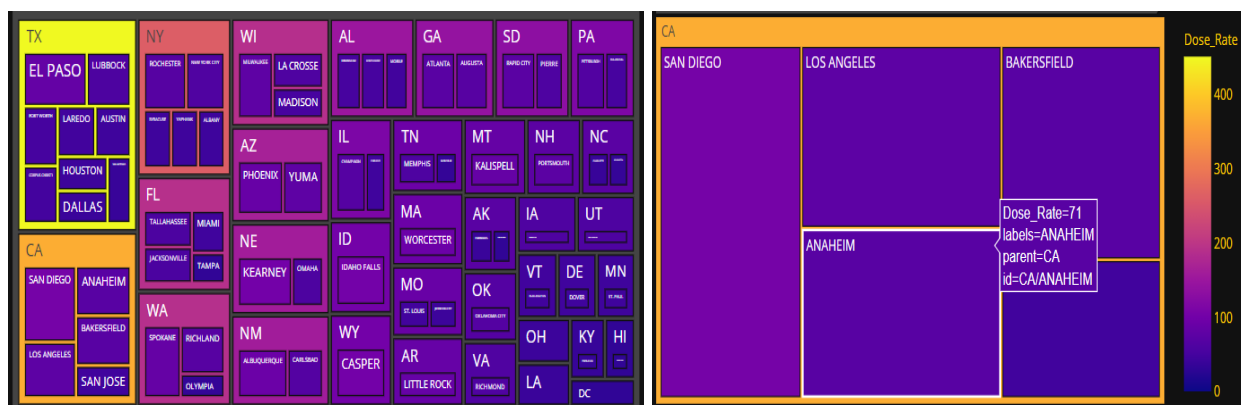 TX
EL PASO
LUBBOCK
LAREDO
AUSTIN
HOUSTON
DALLAS
CA
SAN DIEGO
ANAHEIM
BAKERSFIELD
LOS ANGELES
SAN JOSE
NY
ROCHESTER
NEW YORK CITY
ALBANY
FL
TALLAHASSEE
MIAMI
JACKSONVILLE
TAMPA
WA
SPOKANE
RICHLAND
OLYMPIA
WI
MILWAUKEE
LA CROSSE
MADISON
AZ
PHOENIX
YUMA
NE
KEARNEY
OMAHA
NM
ALBUQUERQUE
CARLSBAD
AL
GA
ATLANTA
AUGUSTA
SD
RAPID CITY
PIERRE
PA
IL
ID
IDAHO FALLS
WY
CASPER
TN
MEMPHIS
MA
WORCESTER
MO
ST. LOUIS
AR
LITTLE ROCK
MT
KALISPELL
NH
PORTSMOUTH
NC
AK
IA
UT
OK
OKLAHOMA CITY
VA
RICHMOND
VT
DE
DOVER
MN
ST. PAUL
OH
KY
HI
LA
DC
CA
SAN DIEGO
LOS ANGELES
BAKERSFIELD
ANAHEIM
Dose_Rate=71
labels=ANAHEIM
parent=CA
id=CA/ANAHEIM
Dose_Rate
400
300
200
100
0